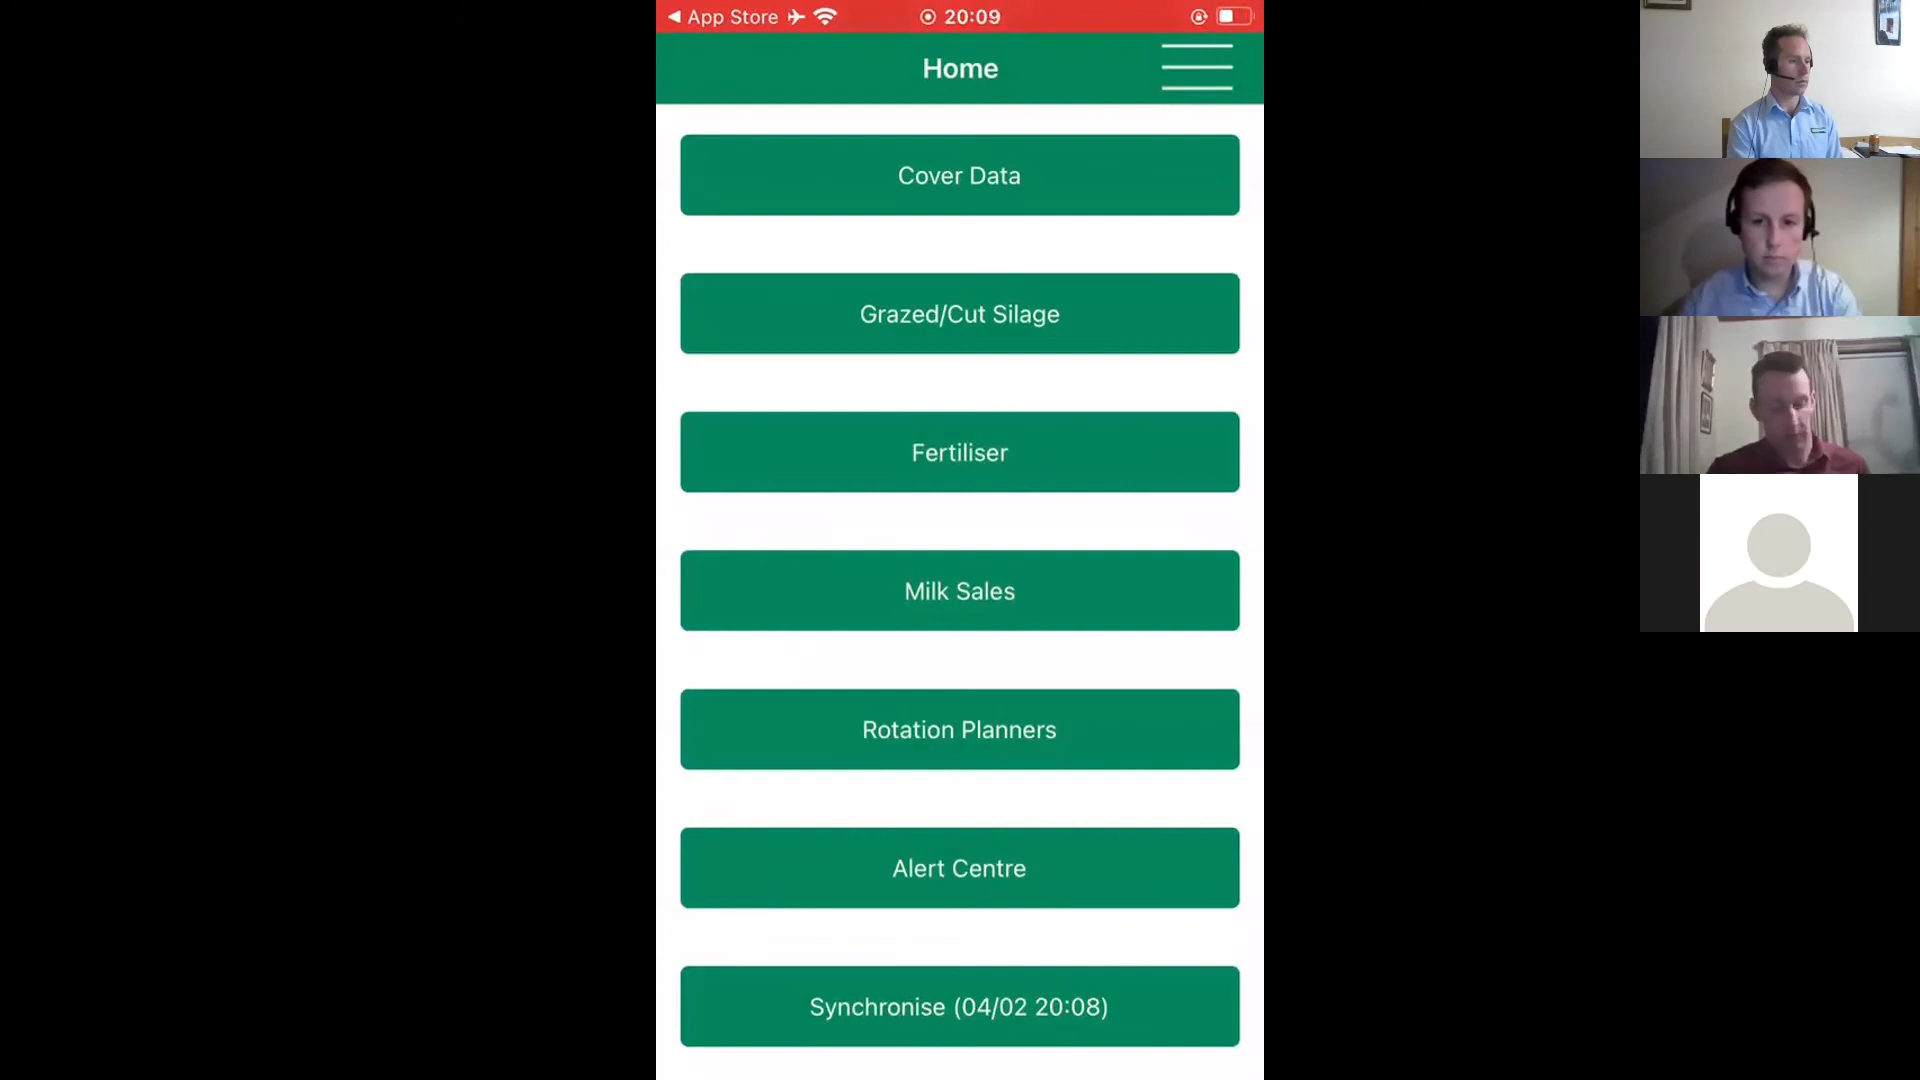 App Store
20:09
Home
Cover Data
Grazed/Cut Silage
Fertiliser
Milk Sales
Rotation Planners
Alert Centre
Synchronise (04/02 20:08)